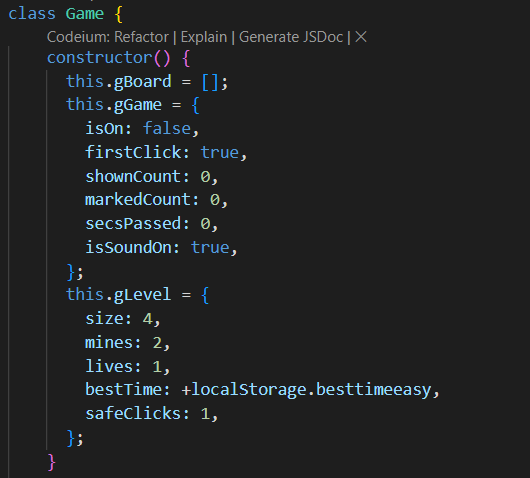 class Game {
Codeium: Refactor | Explain | Generate JSDoc | ×
constructor() {
this.gBoard = [];
this.gGame = {
isOn: false,
firstClick: true,
shownCount: 0,
markedCount: 0,
secsPassed: 0,
isSoundOn: true,
};
this.gLevel = {
size: 4,
mines: 2,
lives: 1,
bestTime: +localStorage.besttimeeasy,
safeClicks: 1,
};
}